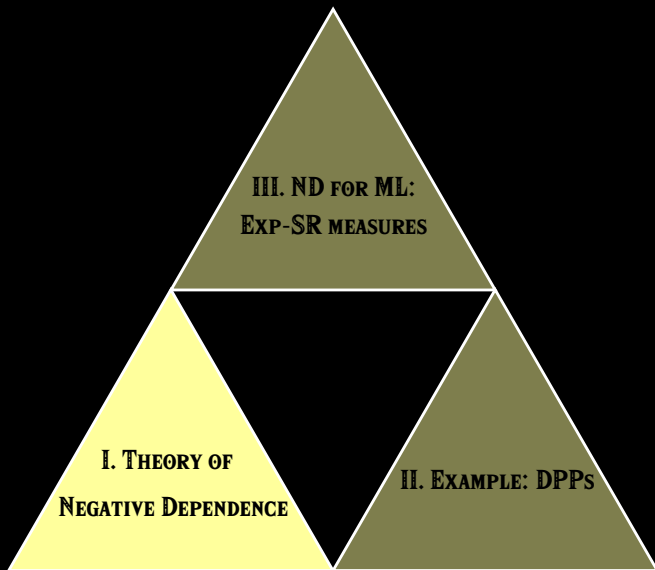 III. ND for ML:
Exp-SR measures
I. Theory of
Negative Dependence
II. Example: DPPs